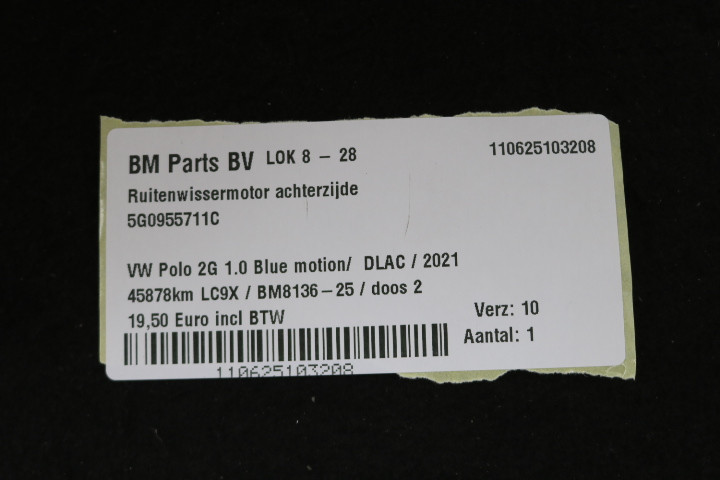 BM Parts BV LOK 8 - 28 110625103208
Ruitenwissermotor achterzijde
5G0955711C
VW Polo 2G 1.0 Blue motion/ DLAC / 2021
45878km LC9X / BM8136-25 / doos 2
19,50 Euro incl BTW
Verz: 10
Aantal: 1
110625103208